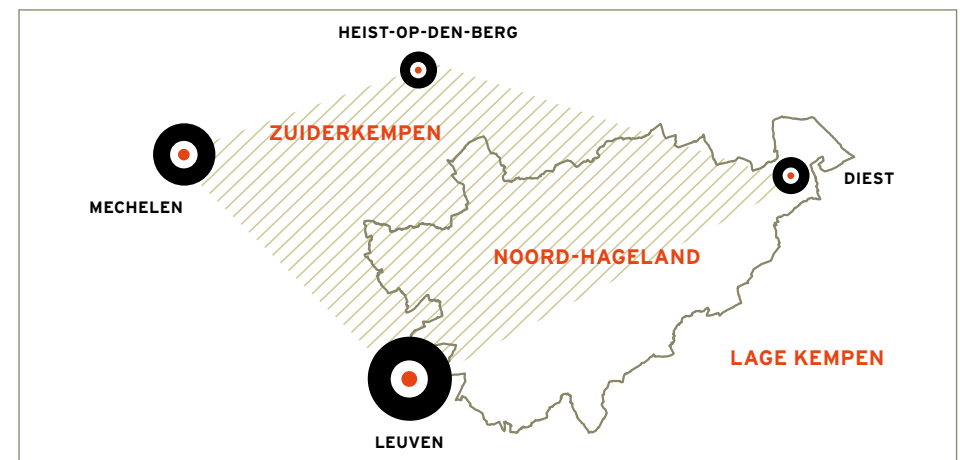 HEIST-OP-DEN-BERG
ZUIDERKEMPEN
MECHELEN
DIEST
NOORD-HAGELAND
LAGE KEMPEN
LEUVEN